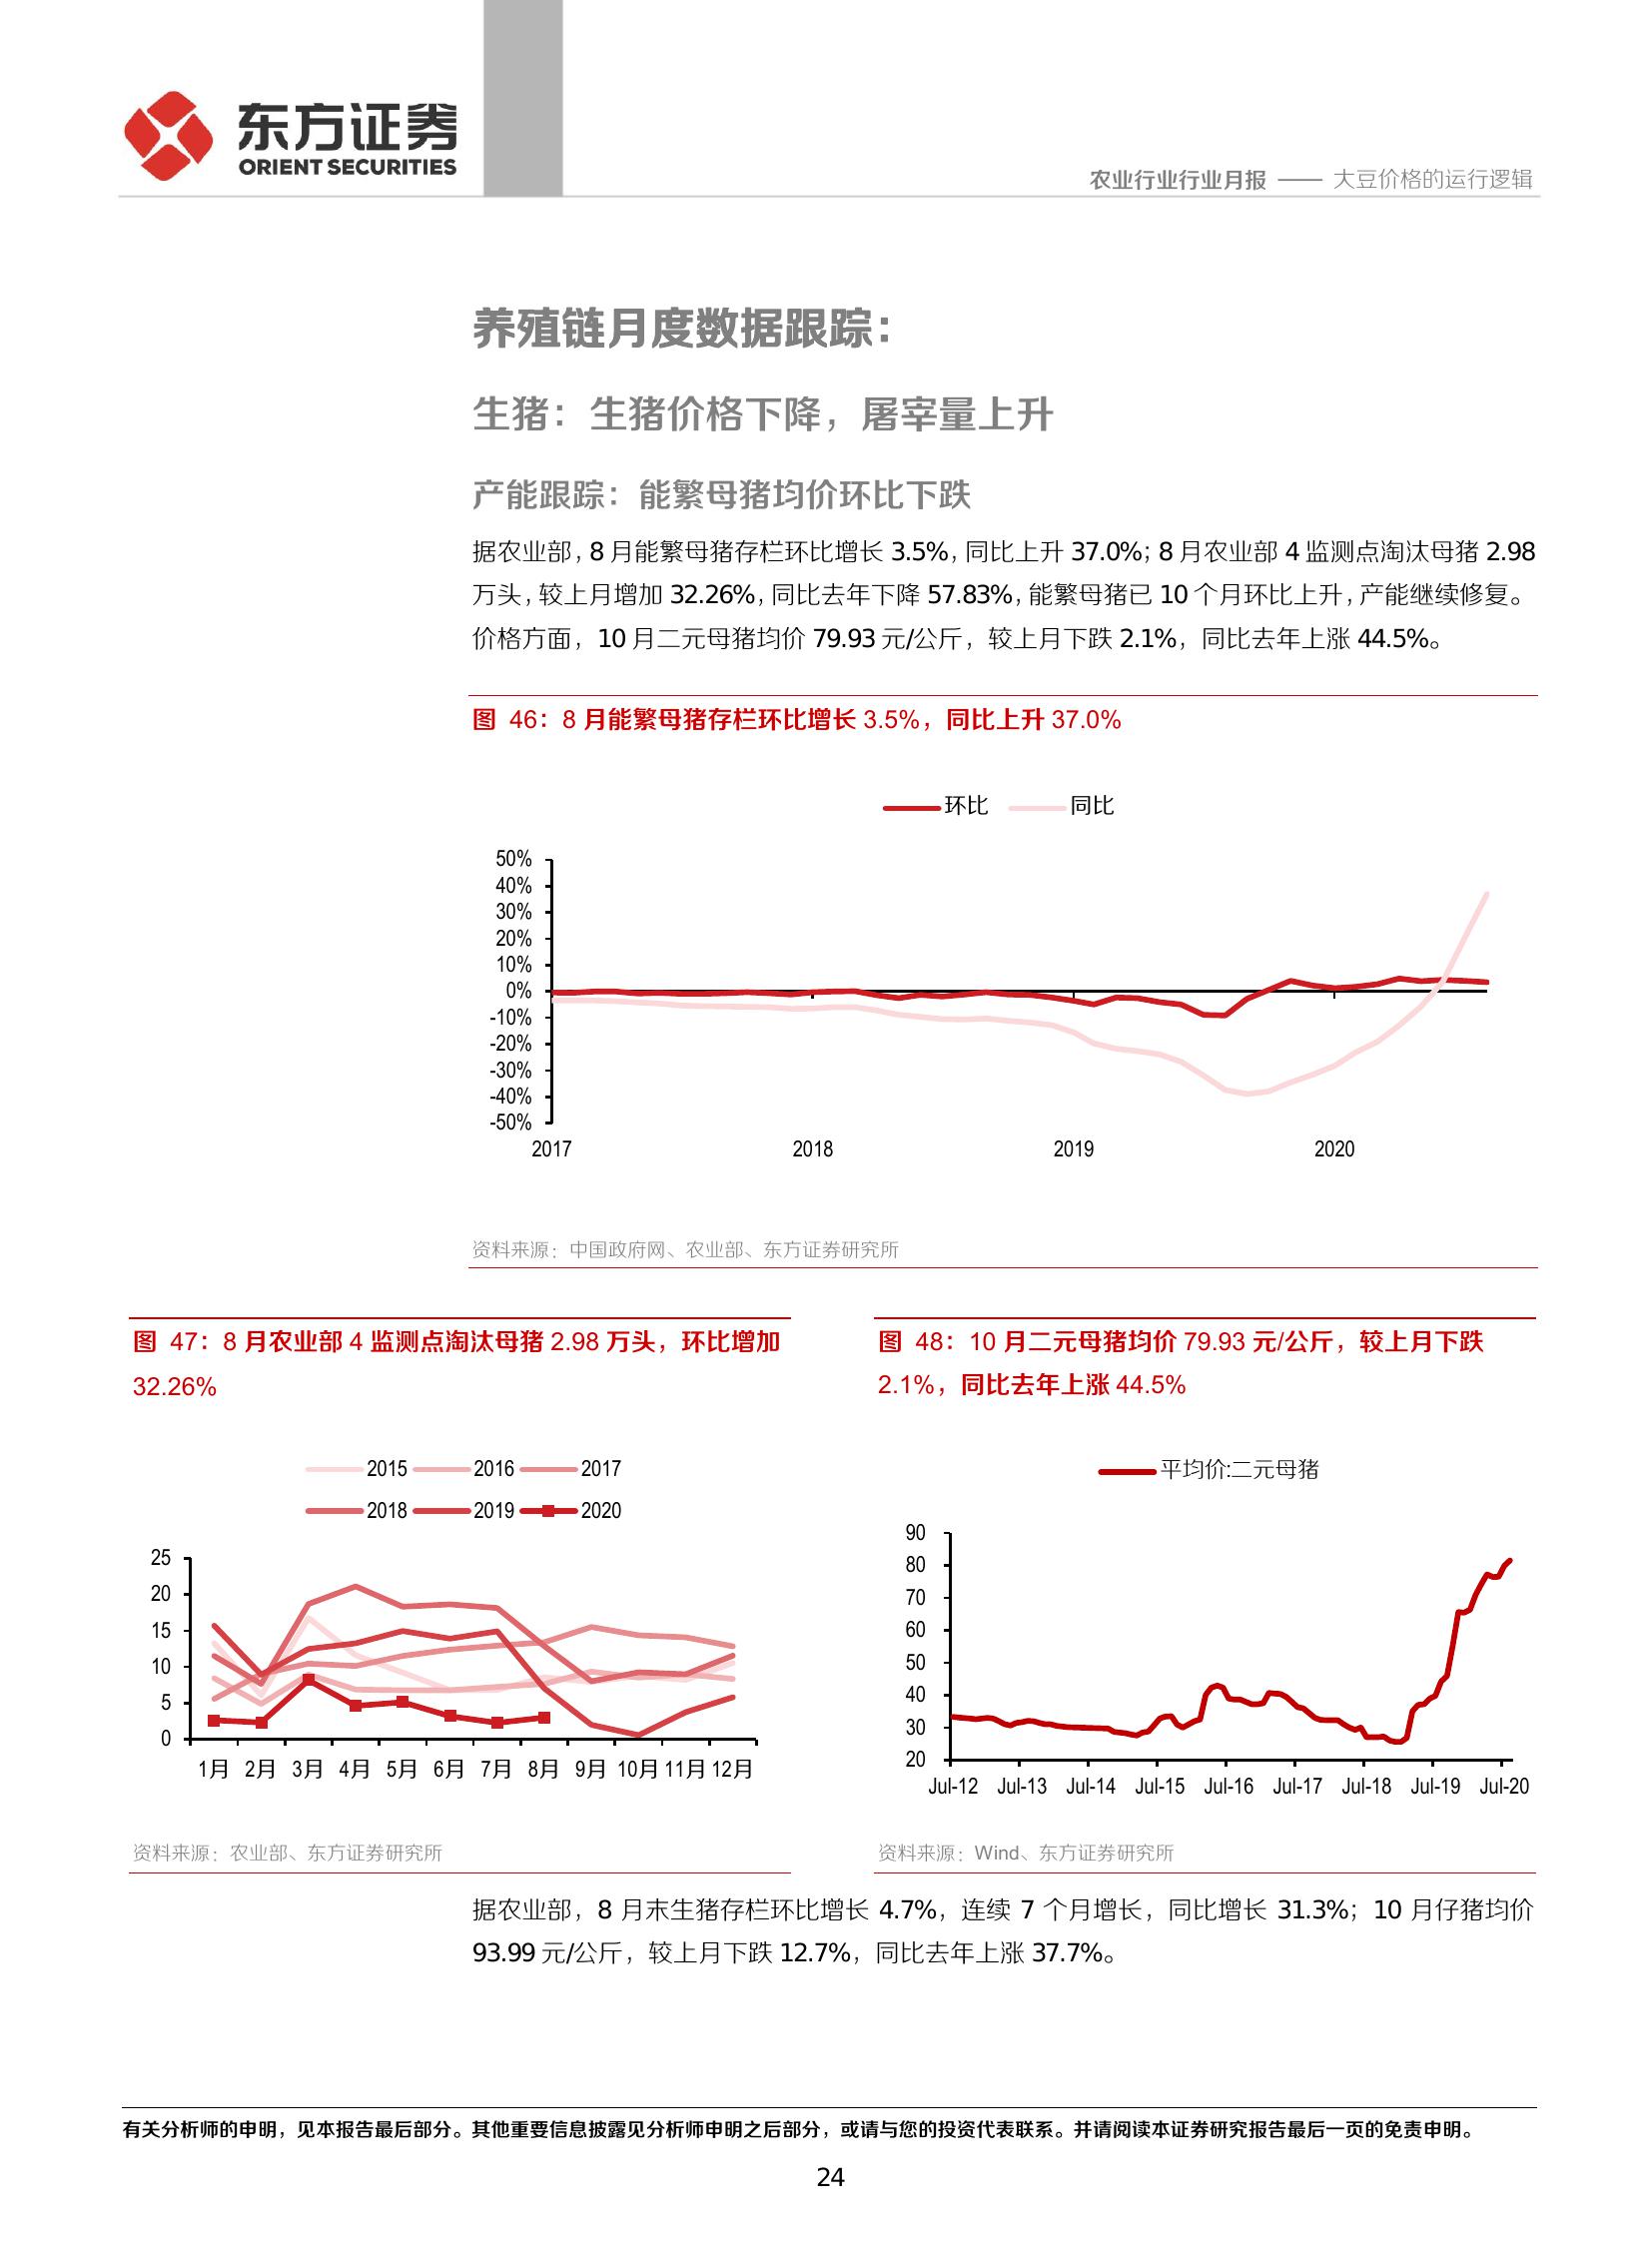 东方证券
ORIENT SECURITIES
农业行业行业月报 —— 大豆价格的运行逻辑
养殖链月度数据跟踪：
生猪：生猪价格下降，屠宰量上升
产能跟踪：能繁母猪均价环比下跌
据农业部，8 月能繁母猪存栏环比增长 3.5%，同比上升 37.0%；8 月农业部 4 监测点淘汰母猪 2.98
万头，较上月增加 32.26%，同比去年下降 57.83%，能繁母猪已 10 个月环比上升，产能继续修复。
价格方面，10 月二元母猪均价 79.93 元/公斤，较上月下跌 2.1%，同比去年上涨 44.5%。
图 46：8 月能繁母猪存栏环比增长 3.5%，同比上升 37.0%
环比 同比
50%
40%
30%
20%
10%
0%
-10%
-20%
-30%
-40%
-50%
2017 2018 2019 2020
资料来源：中国政府网、农业部、东方证券研究所
图 47：8 月农业部 4 监测点淘汰母猪 2.98 万头，环比增加
32.26%
2015 2016 2017
2018 2019 2020
25
20
15
10
5
0
1月 2月 3月 4月 5月 6月 7月 8月 9月 10月 11月 12月
资料来源：农业部、东方证券研究所
图 48：10 月二元母猪均价 79.93 元/公斤，较上月下跌
2.1%，同比去年上涨 44.5%
平均价:二元母猪
90
80
70
60
50
40
30
20
Jul-12 Jul-13 Jul-14 Jul-15 Jul-16 Jul-17 Jul-18 Jul-19 Jul-20
资料来源：Wind、东方证券研究所
据农业部，8 月末生猪存栏环比增长 4.7%，连续 7 个月增长，同比增长 31.3%；10 月仔猪均价
93.99 元/公斤，较上月下跌 12.7%，同比去年上涨 37.7%。
有关分析师的申明，见本报告最后部分。其他重要信息披露见分析师申明之后部分，或请与您的投资代表联系。并请阅读本证券研究报告最后一页的免责申明。
24